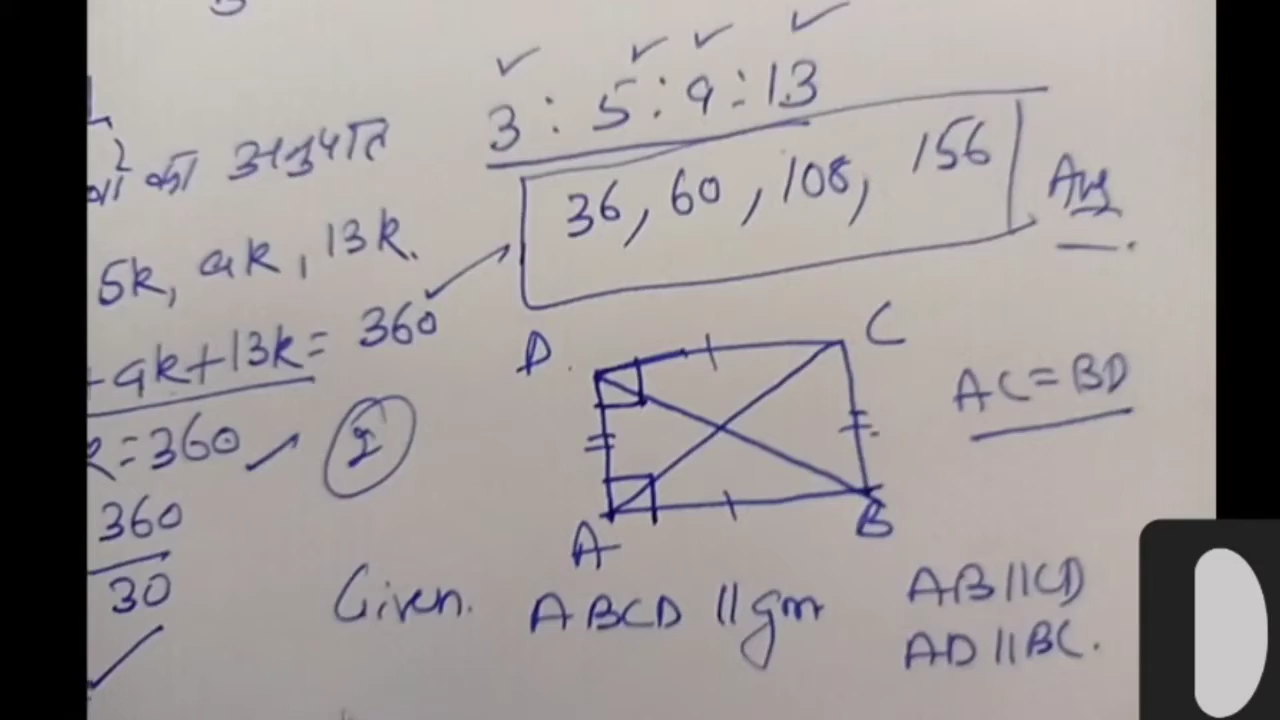 3 : 5 : 9 : 13
का अनुपात
36, 60, 108, 156
Ans
5k, 9k, 13k.
+9k+13k= 360
k=360
2
360
30
D
C
A
B
AC=BD
Given. ABCD ||gm
AB||CD
AD||BC.